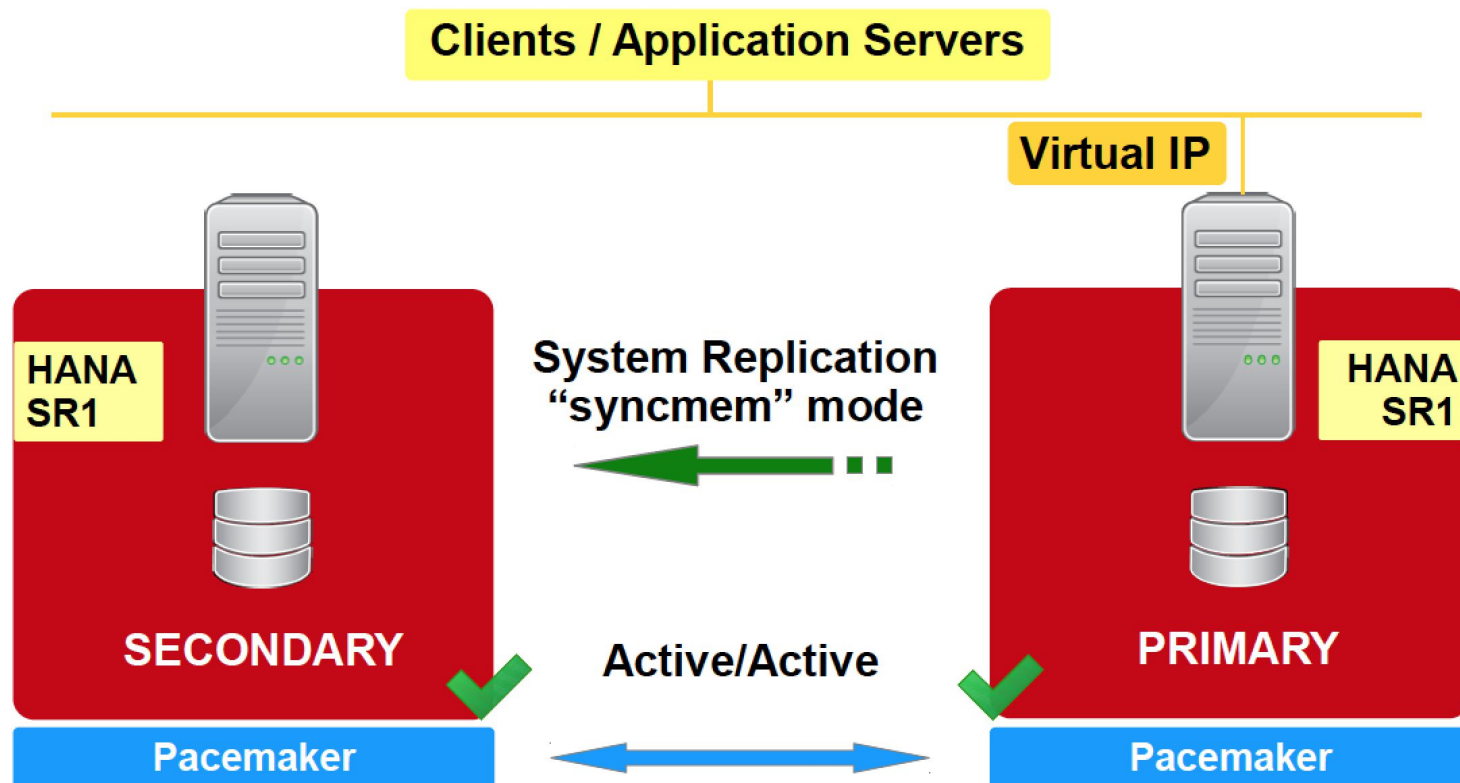 Clients / Application Servers
Virtual IP
HANA
SR1
System Replication
“syncmem” mode
HANA
SR1
SECONDARY
Active/Active
PRIMARY
Pacemaker
Pacemaker